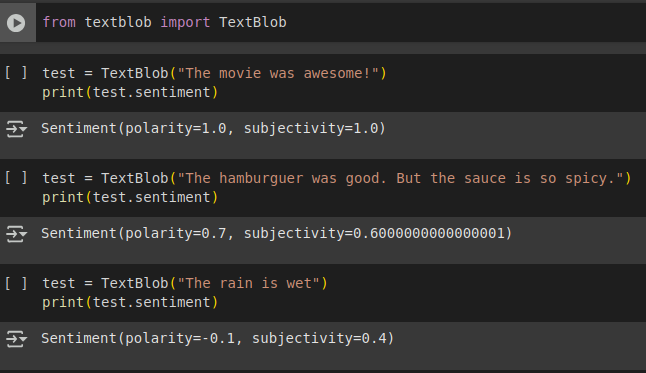 from textblob import TextBlob
[ ] test = TextBlob("The movie was awesome!")
print(test.sentiment)
Sentiment(polarity=1.0, subjectivity=1.0)
[ ] test = TextBlob("The hamburguer was good. But the sauce is so spicy.")
print(test.sentiment)
Sentiment(polarity=0.7, subjectivity=0.6000000000000001)
[ ] test = TextBlob("The rain is wet")
print(test.sentiment)
Sentiment(polarity=-0.1, subjectivity=0.4)